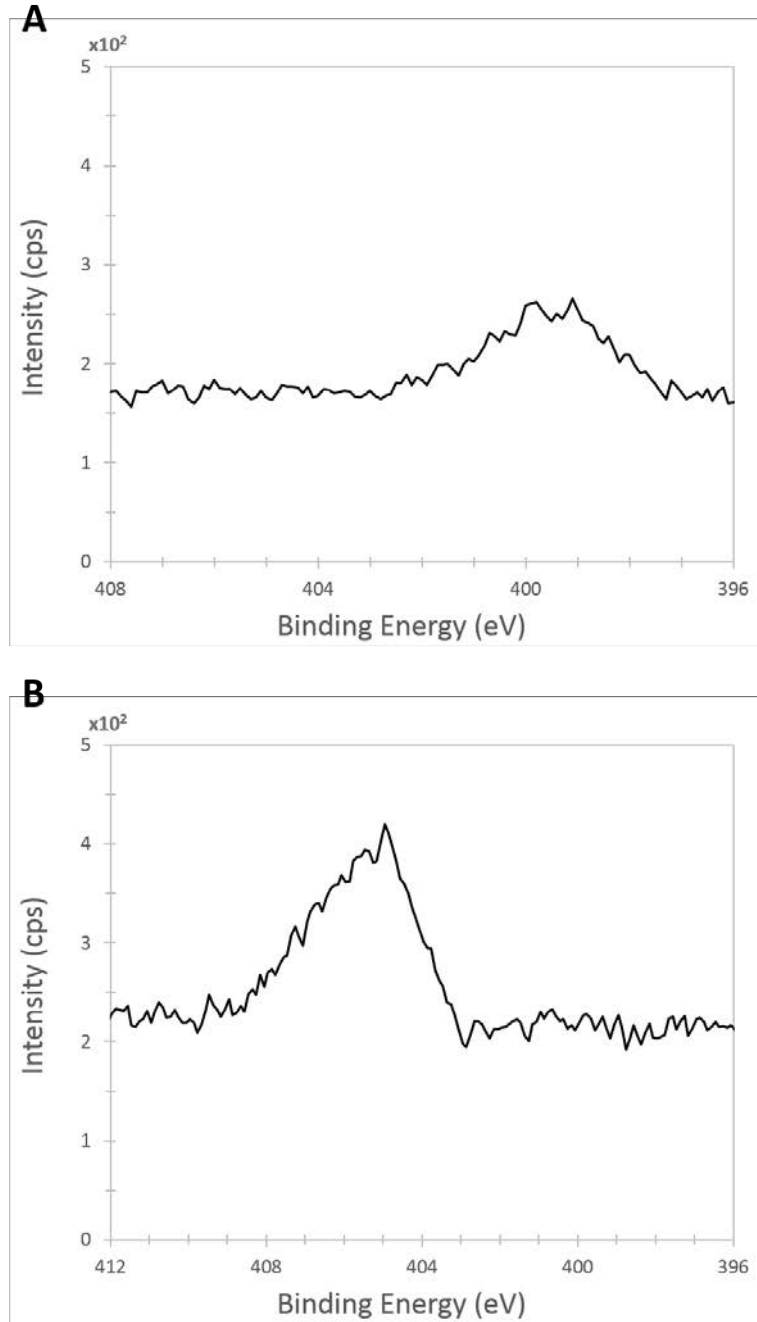 A
x10²
5
4
3
2
1
0
Intensity (cps)
408 404 400 396
Binding Energy (eV)
B
x10²
5
4
3
2
1
0
Intensity (cps)
412 408 404 400 396
Binding Energy (eV)